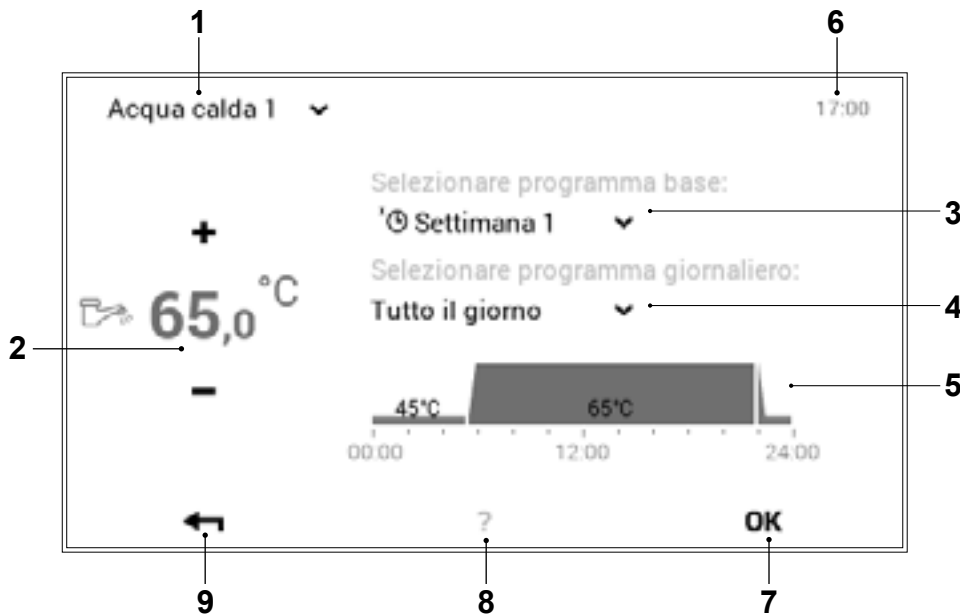 1
6
Acqua calda 1
17:00
Selezionare programma base:
Settimana 1
3
+
Selezionare programma giornaliero:
65,0 °C
Tutto il giorno
4
2
−
45°C
65°C
5
00:00
12:00
24:00
?
OK
9
8
7